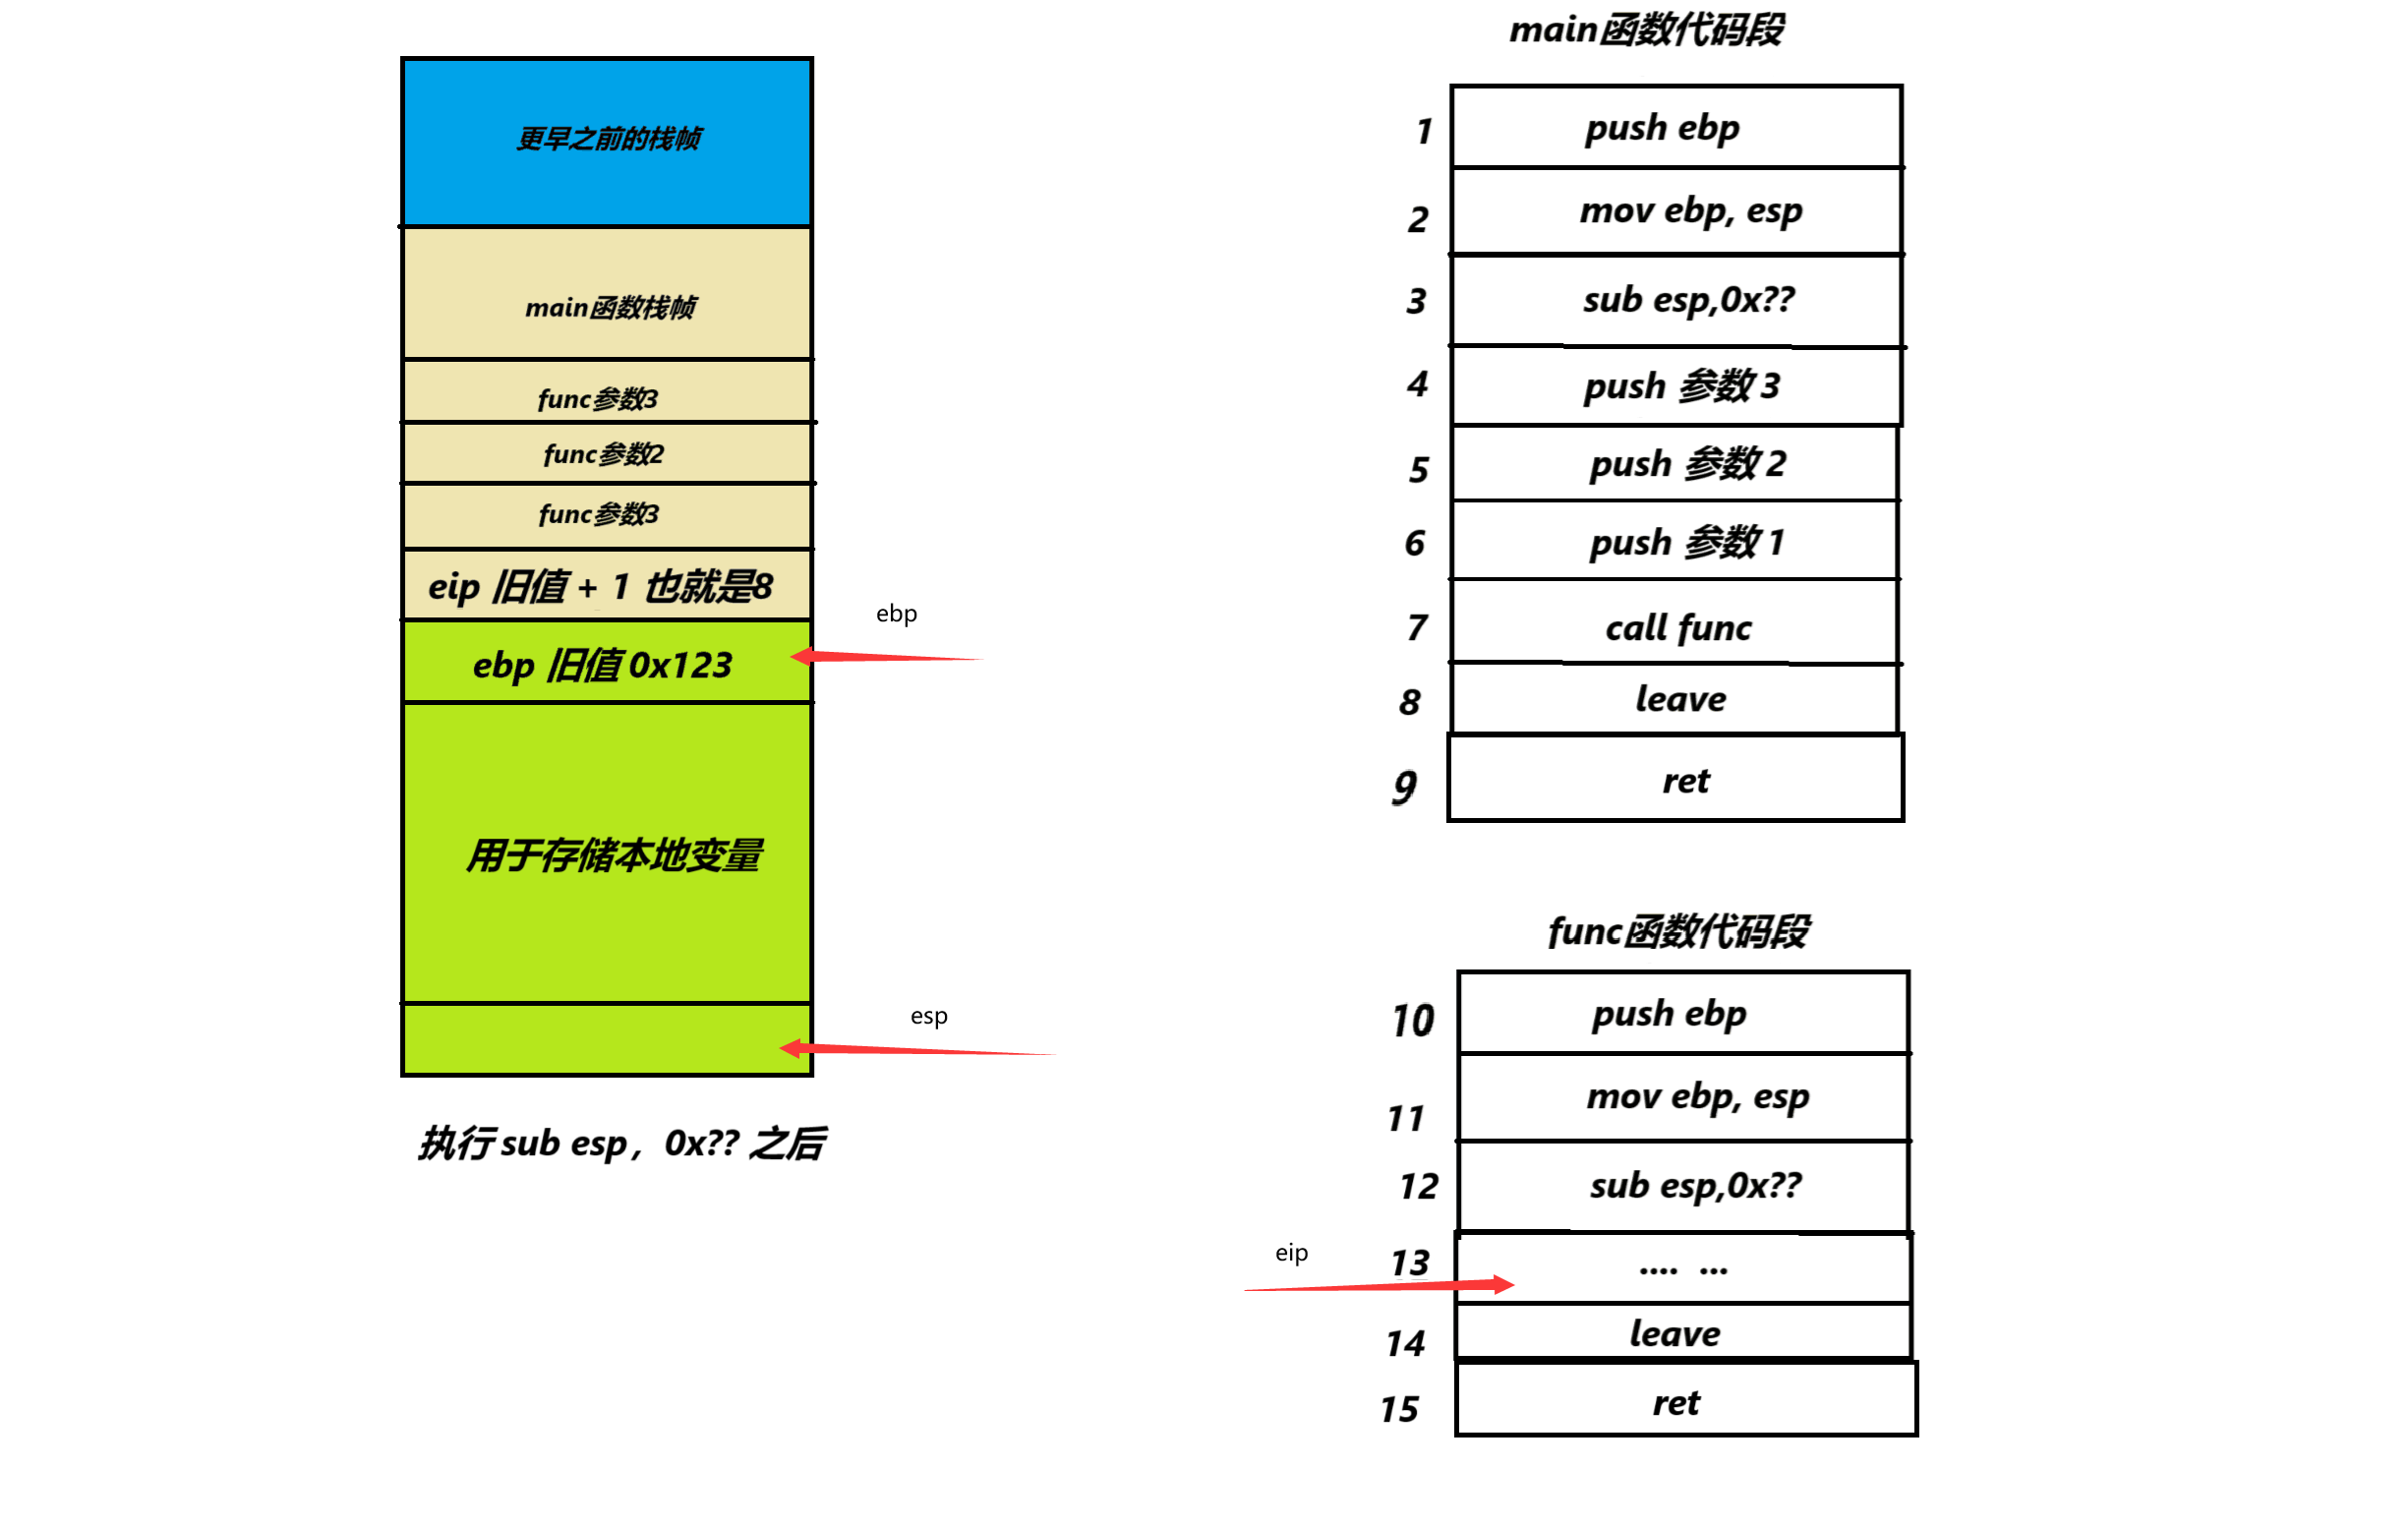 更早之前的栈帧
main函数栈帧
func参数3
func参数2
func参数3
eip 旧值 + 1 也就是8
ebp
ebp 旧值 0x123
用于存储本地变量
esp
执行 sub esp，0x?? 之后
main函数代码段
1 push ebp
2 mov ebp, esp
3 sub esp,0x??
4 push 参数 3
5 push 参数 2
6 push 参数 1
7 call func
8 leave
9 ret
func函数代码段
10 push ebp
11 mov ebp, esp
12 sub esp,0x??
eip
13 .... ...
14 leave
15 ret